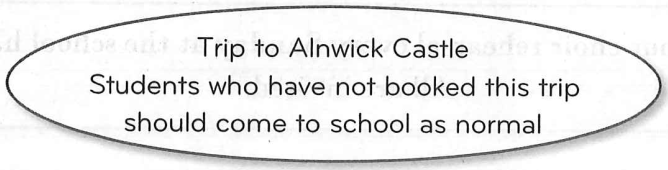 Trip to Alnwick Castle
Students who have not booked this trip
should come to school as normal